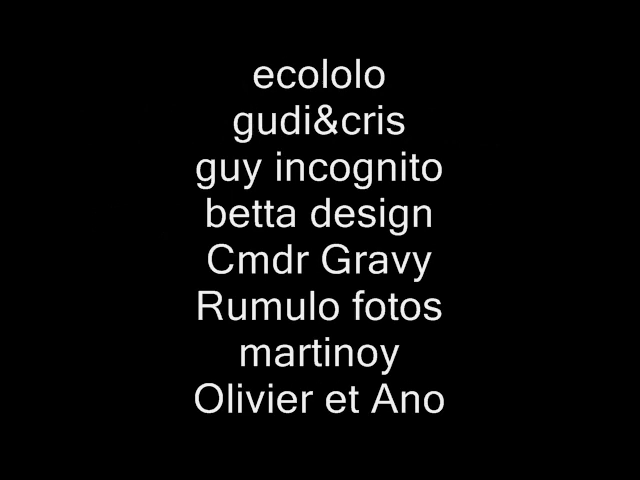 ecololo
gudi&cris
guy incognito
betta design
Cmdr Gravy
Rumulo fotos
martinoy
Olivier et Ano